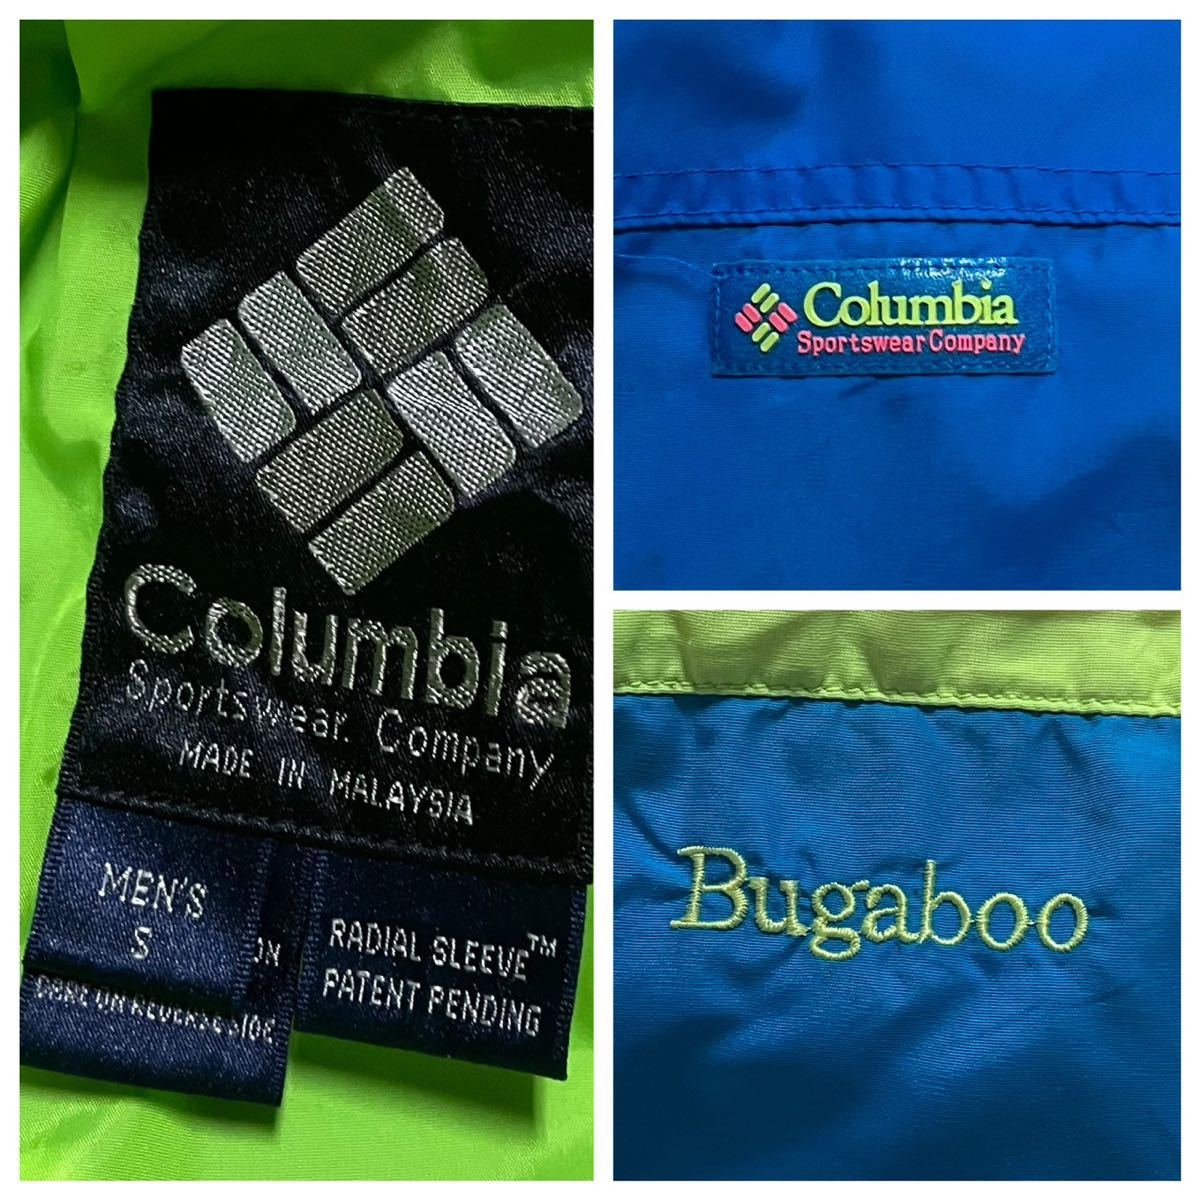 Columbia
Sportswear. Company
MADE IN MALAYSIA
MEN'S
S
RADIAL SLEEVE™
PATENT PENDING
Columbia
Sportswear Company
Bugaboo